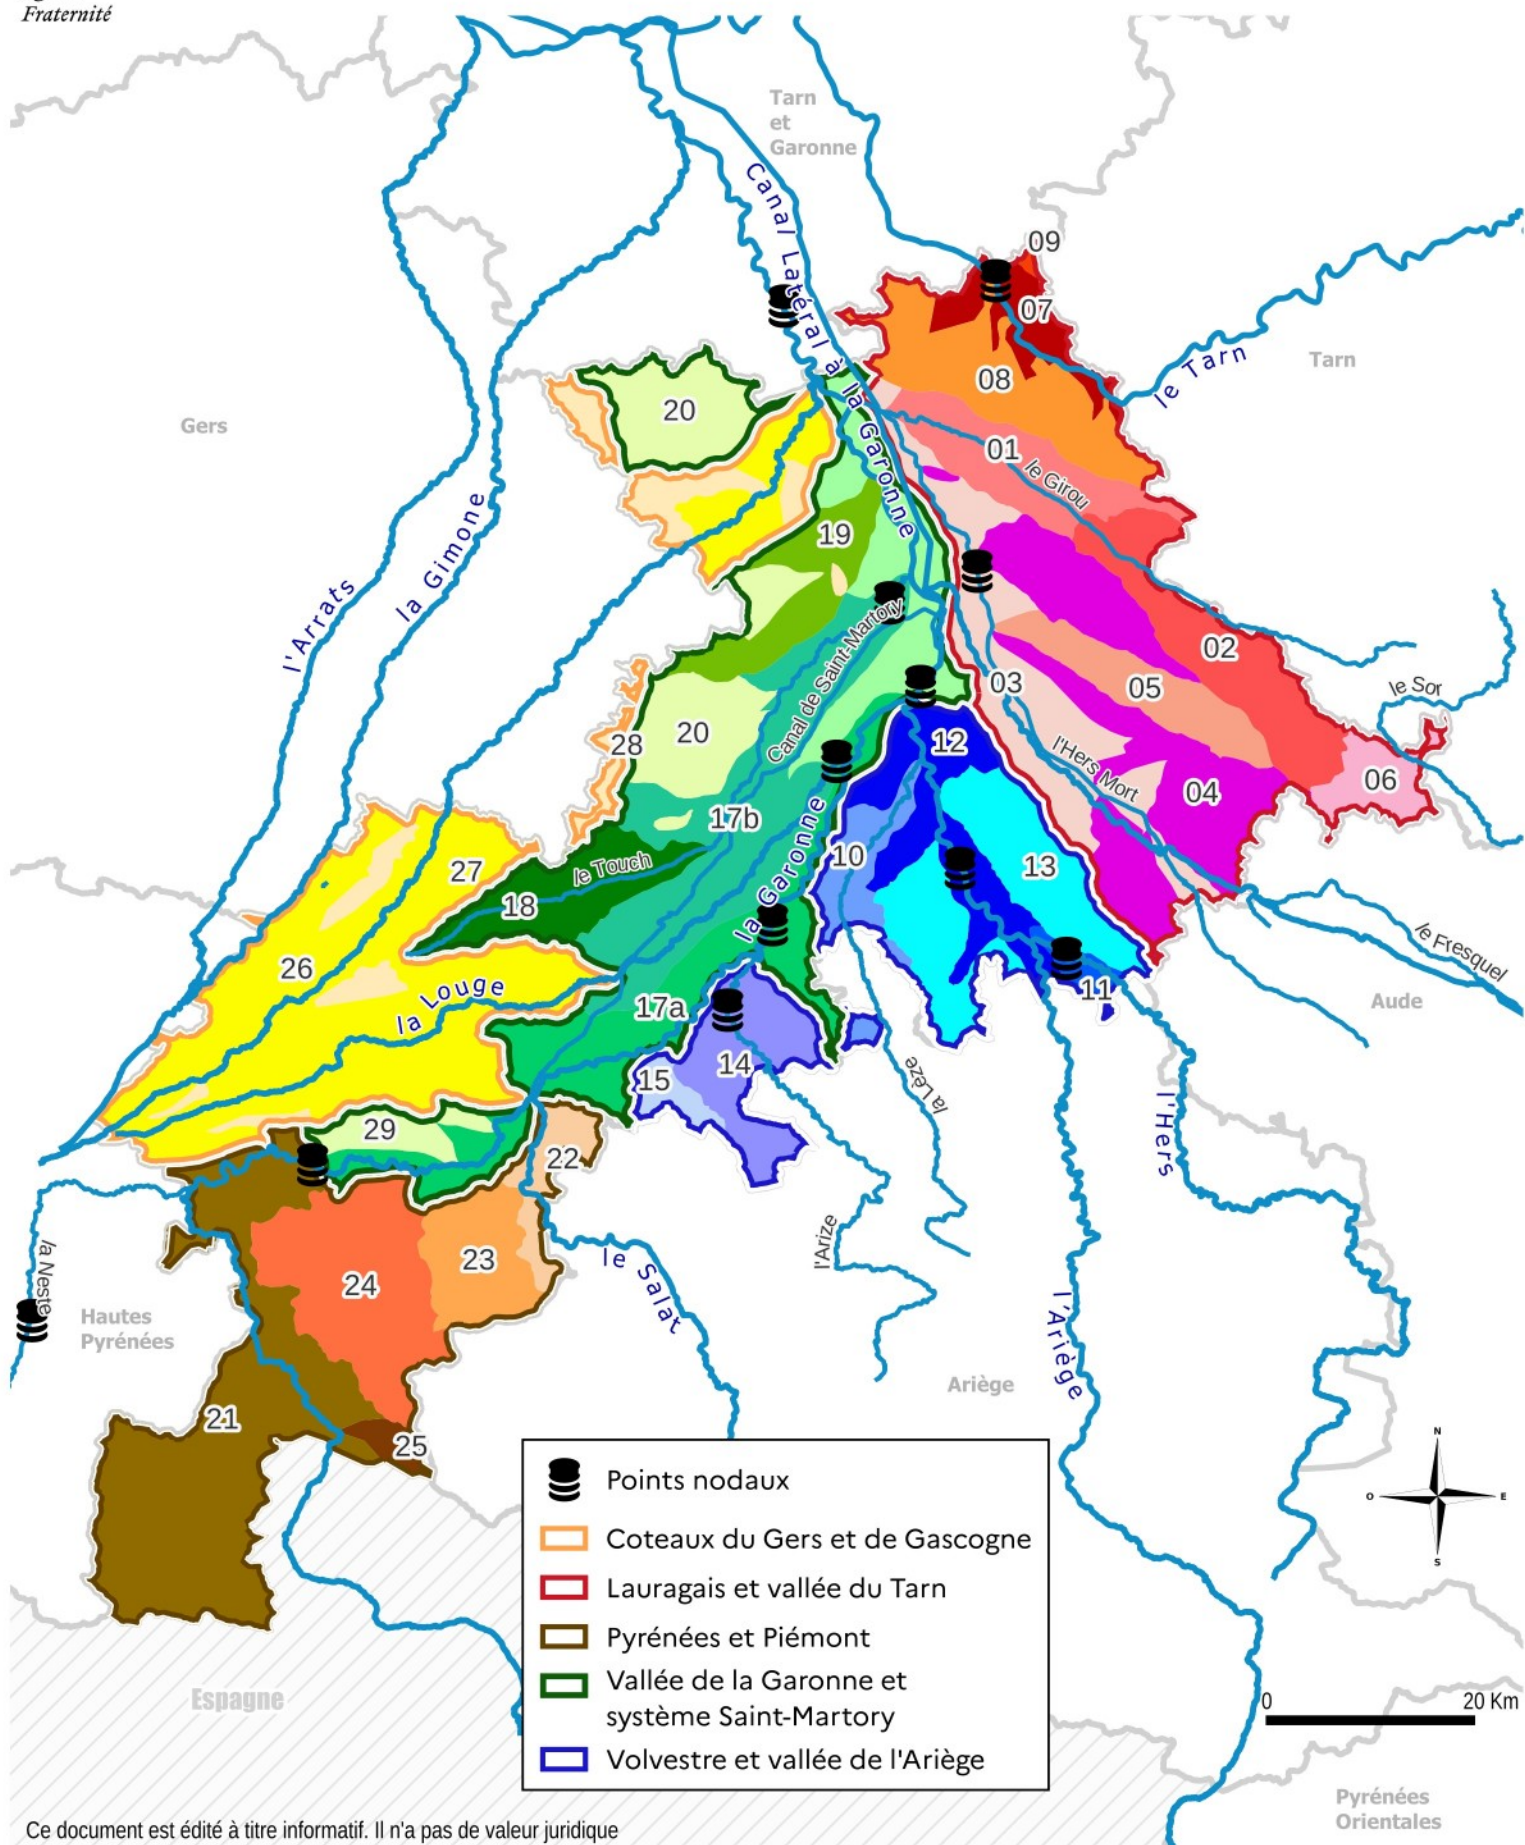 Fraternité
Tarn
et
Garonne
Canal Latéral à la Garonne
09
07
le Tarn
Tarn
08
20
Gers
01
le Girou
la Gimone
19
l'Arrats
Canal de Saint-Martory
02
03
05
le Sor
20
28
12
l'Hers Mort
06
04
17b
la Garonne
10
13
27
le Touch
18
le Fresquel
26
la Louge
11
Aude
17a
14
15
la Lèze
29
22
l'Hers
l'Arize
23
le Salat
24
la Neste
Hautes
Pyrénées
l'Ariège
Ariège
21
25
N
O
E
S
Points nodaux
Coteaux du Gers et de Gascogne
Lauragais et vallée du Tarn
Pyrénées et Piémont
Vallée de la Garonne et
système Saint-Martory
Volvestre et vallée de l'Ariège
Espagne
0
20 Km
Pyrénées
Orientales
Ce document est édité à titre informatif. Il n'a pas de valeur juridique